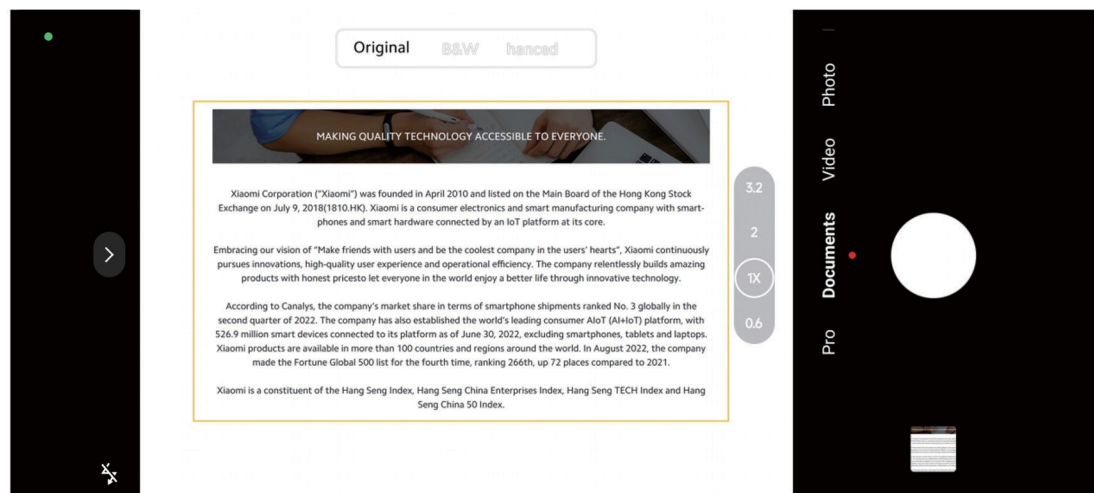 Original B&W hanced
MAKING QUALITY TECHNOLOGY ACCESSIBLE TO EVERYONE.
Xiaomi Corporation (“Xiaomi”) was founded in April 2010 and listed on the Main Board of the Hong Kong Stock
Exchange on July 9, 2018(1810.HK). Xiaomi is a consumer electronics and smart manufacturing company with smart-
phones and smart hardware connected by an IoT platform at its core.
Embracing our vision of “Make friends with users and be the coolest company in the users’ hearts”, Xiaomi continuously
pursues innovations, high-quality user experience and operational efficiency. The company relentlessly builds amazing
products with honest pricesto let everyone in the world enjoy a better life through innovative technology.
According to Canalys, the company’s market share in terms of smartphone shipments ranked No. 3 globally in the
second quarter of 2022. The company has also established the world’s leading consumer AIoT (AI+IoT) platform, with
526.9 million smart devices connected to its platform as of June 30, 2022, excluding smartphones, tablets and laptops.
Xiaomi products are available in more than 100 countries and regions around the world. In August 2022, the company
made the Fortune Global 500 list for the fourth time, ranking 266th, up 72 places compared to 2021.
Xiaomi is a constituent of the Hang Seng Index, Hang Seng China Enterprises Index, Hang Seng TECH Index and Hang
Seng China 50 Index.
3.2
2
1X
0.6
Photo
Video
Documents
Pro